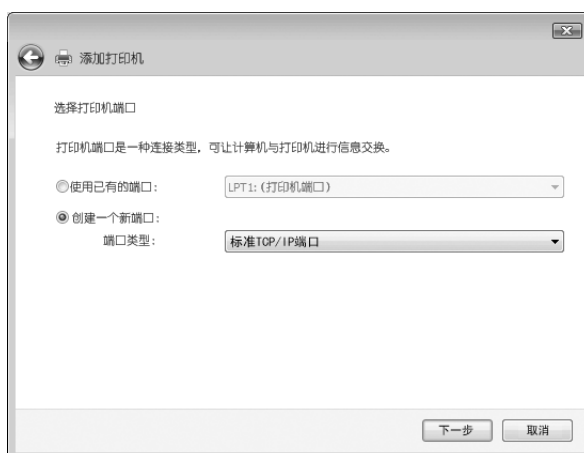 添加打印机
选择打印机端口
打印机端口是一种连接类型，可让计算机与打印机进行信息交换。
使用已有的端口： LPT1:(打印机端口)
创建一个新端口：
端口类型： 标准TCP/IP端口
下一步 取消